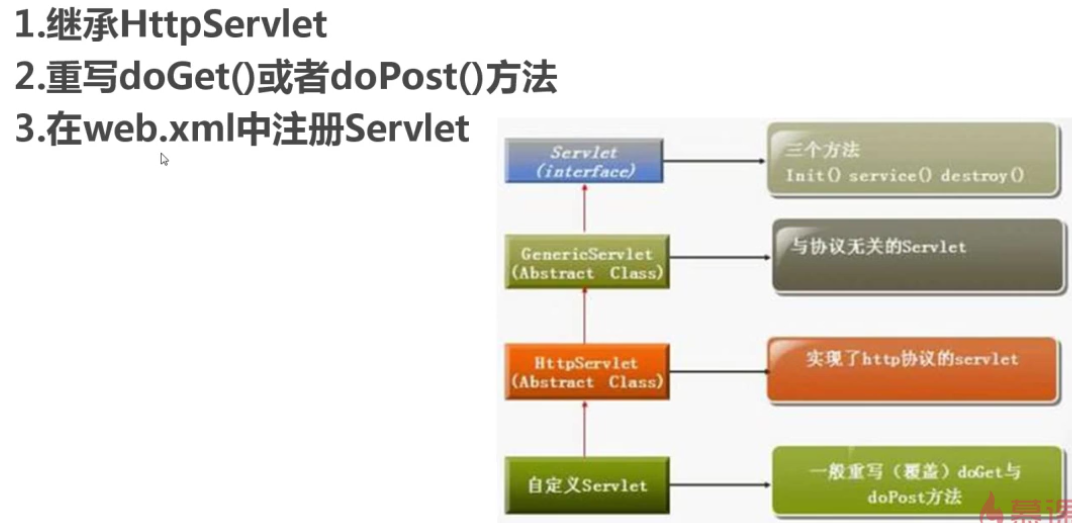 1.继承HttpServlet
2.重写doGet()或者doPost()方法
3.在web.xml中注册Servlet
Servlet
(interface)
三个方法
Init() service() destroy()
GenericServlet
(Abstract Class)
与协议无关的Servlet
HttpServlet
(Abstract Class)
实现了http协议的servlet
自定义Servlet
一般重写（覆盖）doGet与
doPost方法
慕课